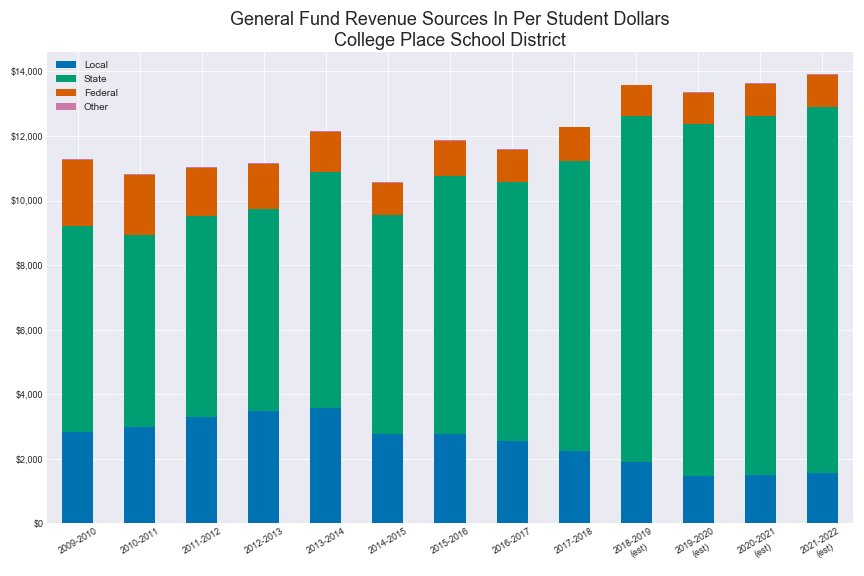 General Fund Revenue Sources In Per Student Dollars
College Place School District
Local
State
Federal
Other
$14,000
$12,000
$10,000
$8,000
$6,000
$4,000
$2,000
$0
2009-2010
2010-2011
2011-2012
2012-2013
2013-2014
2014-2015
2015-2016
2016-2017
2017-2018
2018-2019
(est)
2019-2020
(est)
2020-2021
(est)
2021-2022
(est)